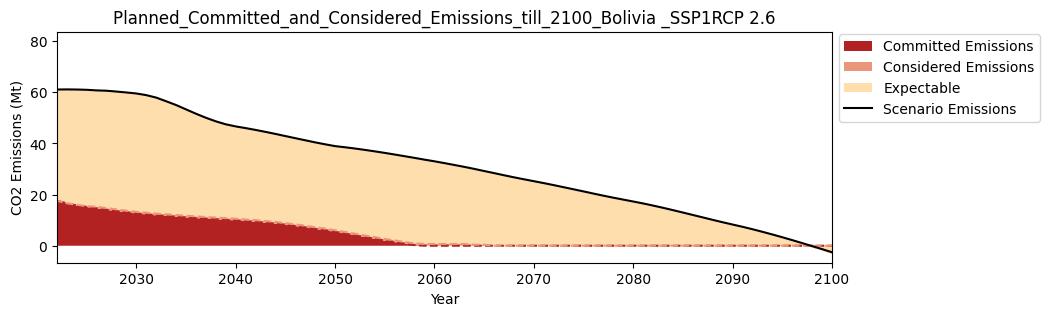 Planned_Committed_and_Considered_Emissions_till_2100_Bolivia _SSP1RCP 2.6
80
60
40
20
0
CO2 Emissions (Mt)
2030
2040
2050
2060
2070
2080
2090
2100
Year
Committed Emissions
Considered Emissions
Expectable
Scenario Emissions